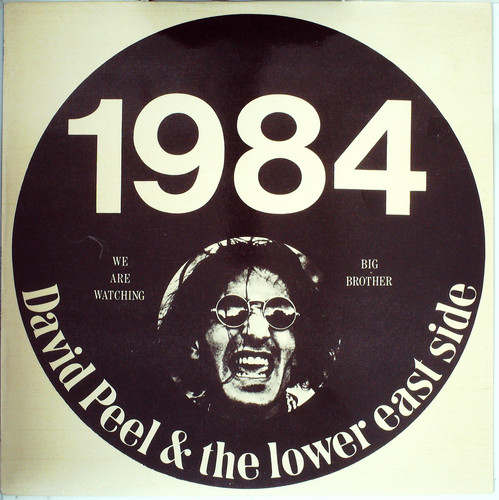 1984
WE
ARE
WATCHING
BIG
BROTHER
David Peel & the lower east side